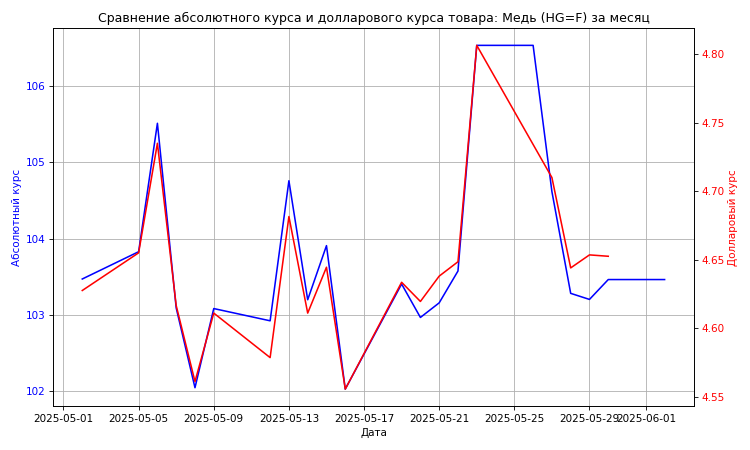 Сравнение абсолютного курса и долларового курса товара: Медь (HG=F) за месяц
Абсолютный курс
106
105
104
103
102
4.80
4.75
4.70
4.65
4.60
4.55
Долларовый курс
2025-05-01 2025-05-05 2025-05-09 2025-05-13 2025-05-17 2025-05-21 2025-05-25 2025-05-29 2025-06-01
Дата